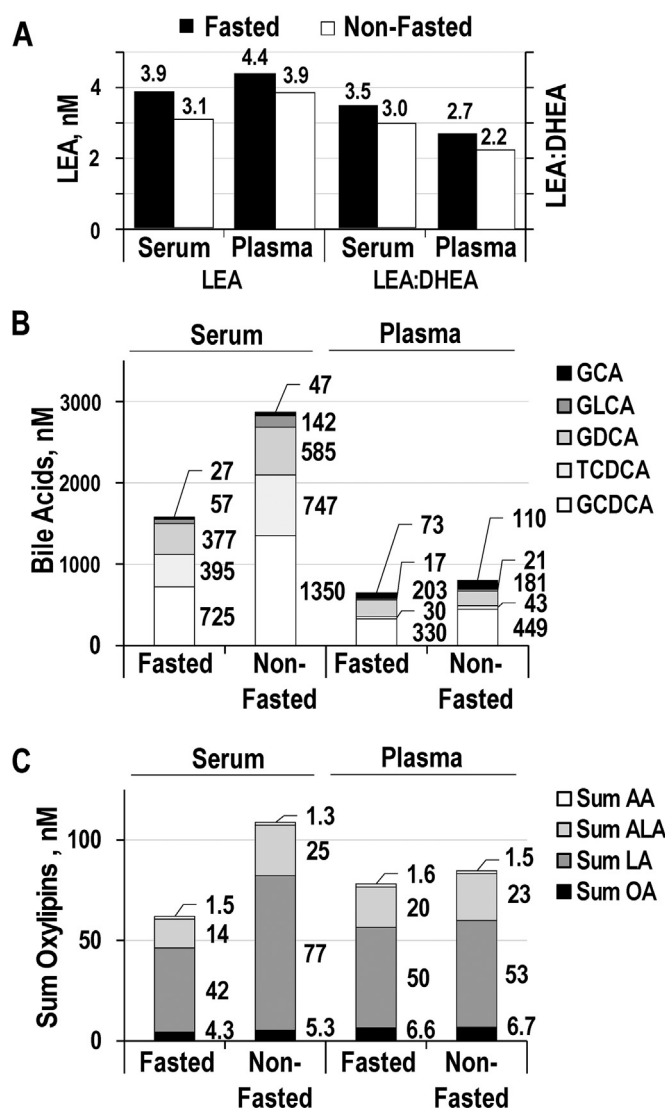 A
Fasted Non-Fasted
LEA, nM
4
2
0
3.9 3.1 4.4 3.9 3.5 3.0 2.7 2.2
LEA:DHEA
Serum Plasma Serum Plasma
LEA LEA:DHEA
B
Serum Plasma
Bile Acids, nM
3000
2000
1000
0
27
57
377
395
725
47
142
585
747
1350
73
17
203
30
330
110
21
181
43
449
GCA
GLCA
GDCA
TCDCA
GCDCA
Fasted Non-
Fasted Fasted Non-
Fasted
C
Serum Plasma
Sum Oxylipins , nM
100
50
0
1.5
14
42
4.3
1.3
25
77
5.3
1.6
20
50
6.6
1.5
23
53
6.7
Sum AA
Sum ALA
Sum LA
Sum OA
Fasted Non-
Fasted Fasted Non-
Fasted